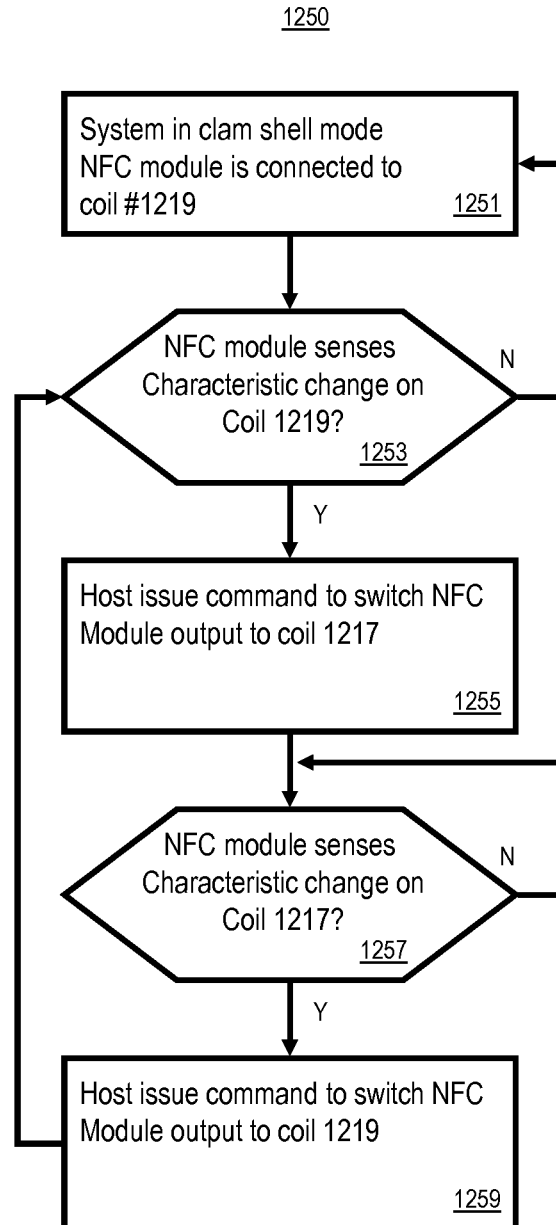 1250
System in clam shell mode
NFC module is connected to
coil #1219
1251
NFC module senses
Characteristic change on
Coil 1219?
1253
N
Y
Host issue command to switch NFC
Module output to coil 1217
1255
NFC module senses
Characteristic change on
Coil 1217?
1257
N
Y
Host issue command to switch NFC
Module output to coil 1219
1259